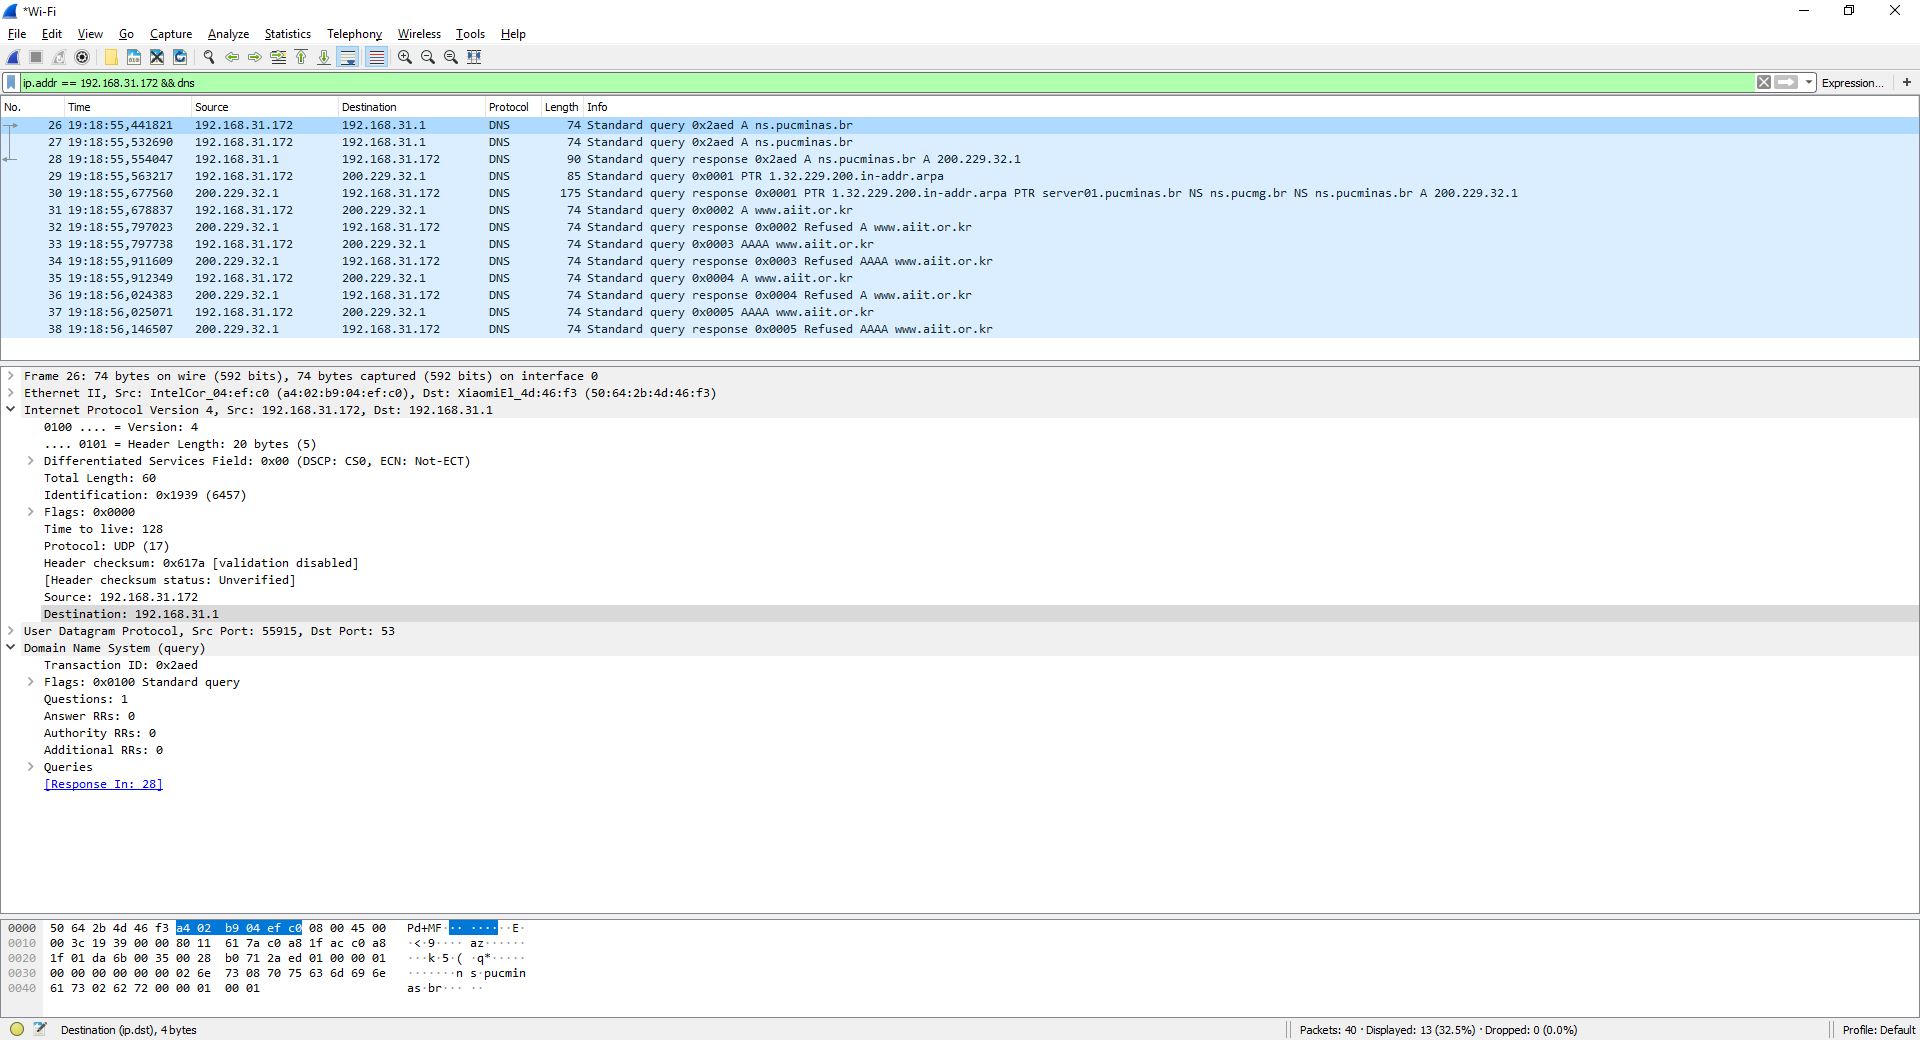 *Wi-Fi
File Edit View Go Capture Analyze Statistics Telephony Wireless Tools Help
ip.addr == 192.168.31.172 && dns Expression... +
No. Time Source Destination Protocol Length Info
26 19:18:55,441821 192.168.31.172 192.168.31.1 DNS 74 Standard query 0x2aed A ns.pucminas.br
27 19:18:55,532690 192.168.31.172 192.168.31.1 DNS 74 Standard query 0x2aed A ns.pucminas.br
28 19:18:55,554047 192.168.31.1 192.168.31.172 DNS 90 Standard query response 0x2aed A ns.pucminas.br A 200.229.32.1
29 19:18:55,563217 192.168.31.172 200.229.32.1 DNS 85 Standard query 0x0001 PTR 1.32.229.200.in-addr.arpa
30 19:18:55,677560 200.229.32.1 192.168.31.172 DNS 175 Standard query response 0x0001 PTR 1.32.229.200.in-addr.arpa PTR server01.pucminas.br NS ns.pucmg.br NS ns.pucminas.br A 200.229.32.1
31 19:18:55,678837 192.168.31.172 200.229.32.1 DNS 74 Standard query 0x0002 A www.aiit.or.kr
32 19:18:55,797023 200.229.32.1 192.168.31.172 DNS 74 Standard query response 0x0002 Refused A www.aiit.or.kr
33 19:18:55,797738 192.168.31.172 200.229.32.1 DNS 74 Standard query 0x0003 AAAA www.aiit.or.kr
34 19:18:55,911609 200.229.32.1 192.168.31.172 DNS 74 Standard query response 0x0003 Refused AAAA www.aiit.or.kr
35 19:18:55,912349 192.168.31.172 200.229.32.1 DNS 74 Standard query 0x0004 A www.aiit.or.kr
36 19:18:56,024383 200.229.32.1 192.168.31.172 DNS 74 Standard query response 0x0004 Refused A www.aiit.or.kr
37 19:18:56,025071 192.168.31.172 200.229.32.1 DNS 74 Standard query 0x0005 AAAA www.aiit.or.kr
38 19:18:56,146507 200.229.32.1 192.168.31.172 DNS 74 Standard query response 0x0005 Refused AAAA www.aiit.or.kr
Frame 26: 74 bytes on wire (592 bits), 74 bytes captured (592 bits) on interface 0
Ethernet II, Src: IntelCor_04:ef:c0 (a4:02:b9:04:ef:c0), Dst: XiaomiEl_4d:46:f3 (50:64:2b:4d:46:f3)
Internet Protocol Version 4, Src: 192.168.31.172, Dst: 192.168.31.1
0100 .... = Version: 4
.... 0101 = Header Length: 20 bytes (5)
Differentiated Services Field: 0x00 (DSCP: CS0, ECN: Not-ECT)
Total Length: 60
Identification: 0x1939 (6457)
Flags: 0x0000
Time to live: 128
Protocol: UDP (17)
Header checksum: 0x617a [validation disabled]
[Header checksum status: Unverified]
Source: 192.168.31.172
Destination: 192.168.31.1
User Datagram Protocol, Src Port: 55915, Dst Port: 53
Domain Name System (query)
Transaction ID: 0x2aed
Flags: 0x0100 Standard query
Questions: 1
Answer RRs: 0
Authority RRs: 0
Additional RRs: 0
Queries
[Response In: 28]
0000 50 64 2b 4d 46 f3 a4 02 b9 04 ef c0 08 00 45 00 Pd+MF·······E·
0010 00 3c 19 39 00 00 80 11 61 7a c0 a8 1f ac c0 a8 ·<·9···· az······
0020 1f 01 da 6b 00 35 00 28 b0 71 2a ed 01 00 00 01 ···k·5·( ·q*·····
0030 00 00 00 00 00 00 02 6e 73 08 70 75 63 6d 69 6e ·······n s·pucmin
0040 61 73 02 62 72 00 00 01 00 01 as·br··· ··
Destination (ip.dst), 4 bytes Packets: 40 · Displayed: 13 (32.5%) · Dropped: 0 (0.0%) Profile: Default